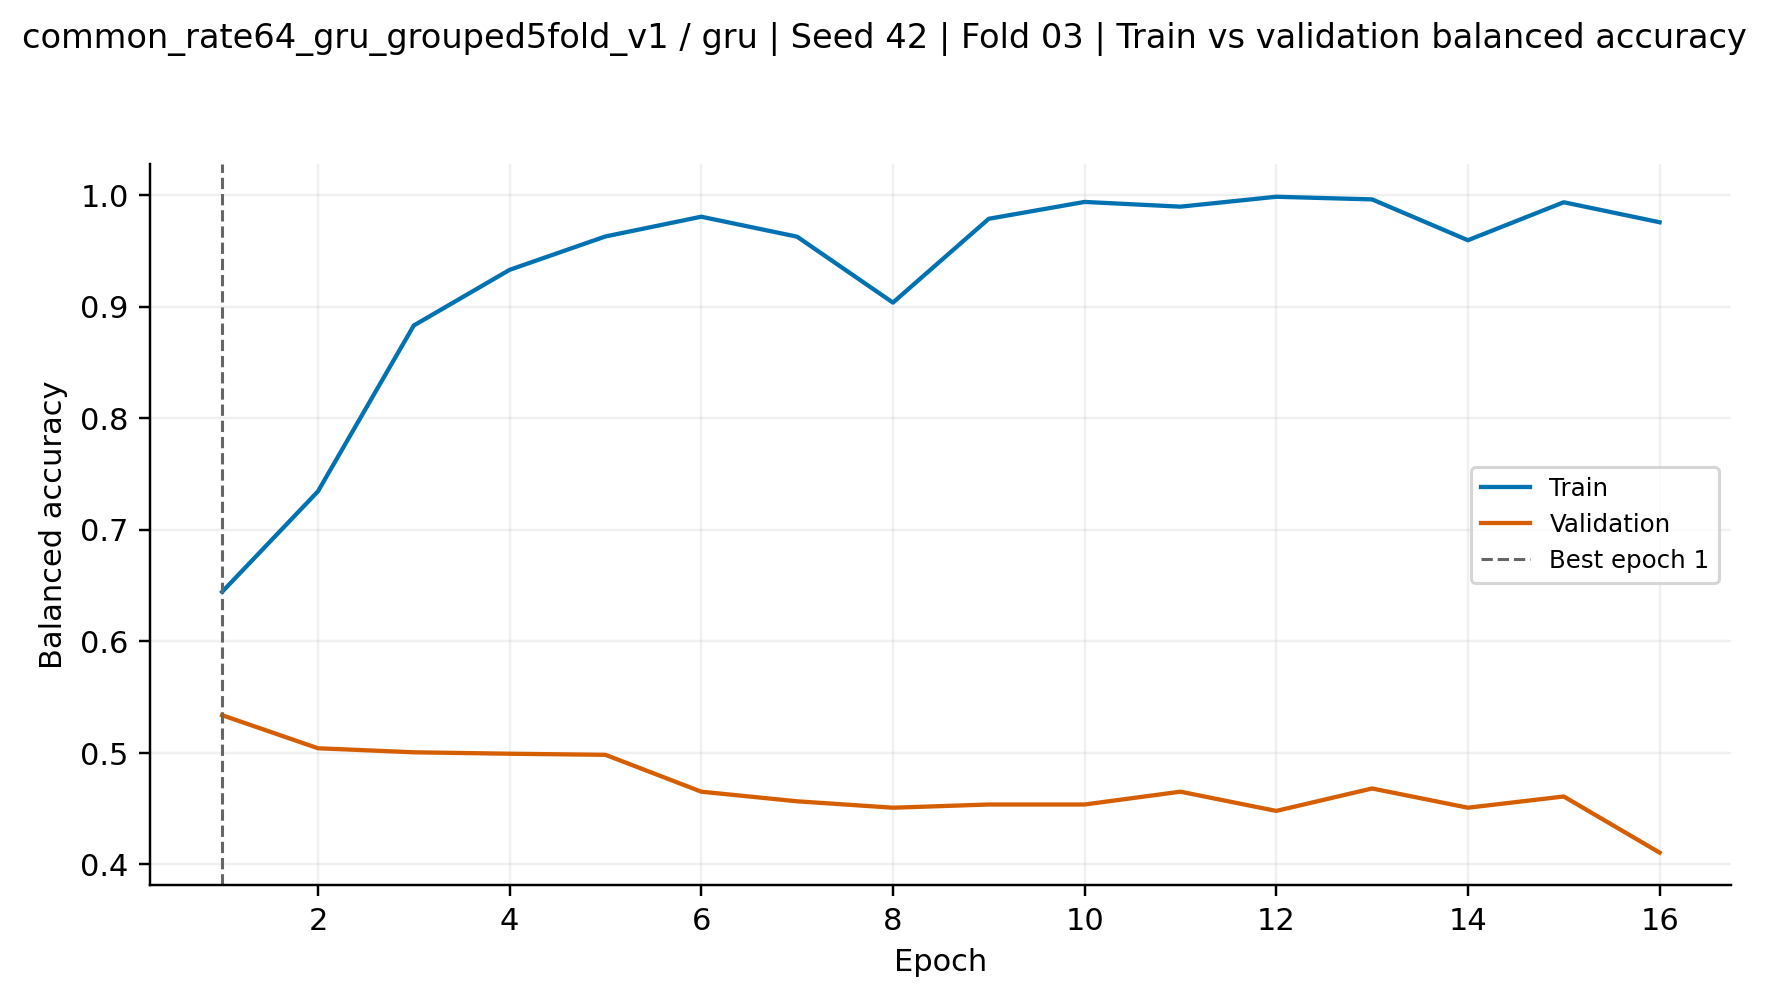 common_rate64_gru_grouped5fold_v1 / gru | Seed 42 | Fold 03 | Train vs validation balanced accuracy
1.0
0.9
0.8
0.7
0.6
0.5
0.4
Balanced accuracy
Train
Validation
Best epoch 1
2 4 6 8 10 12 14 16
Epoch